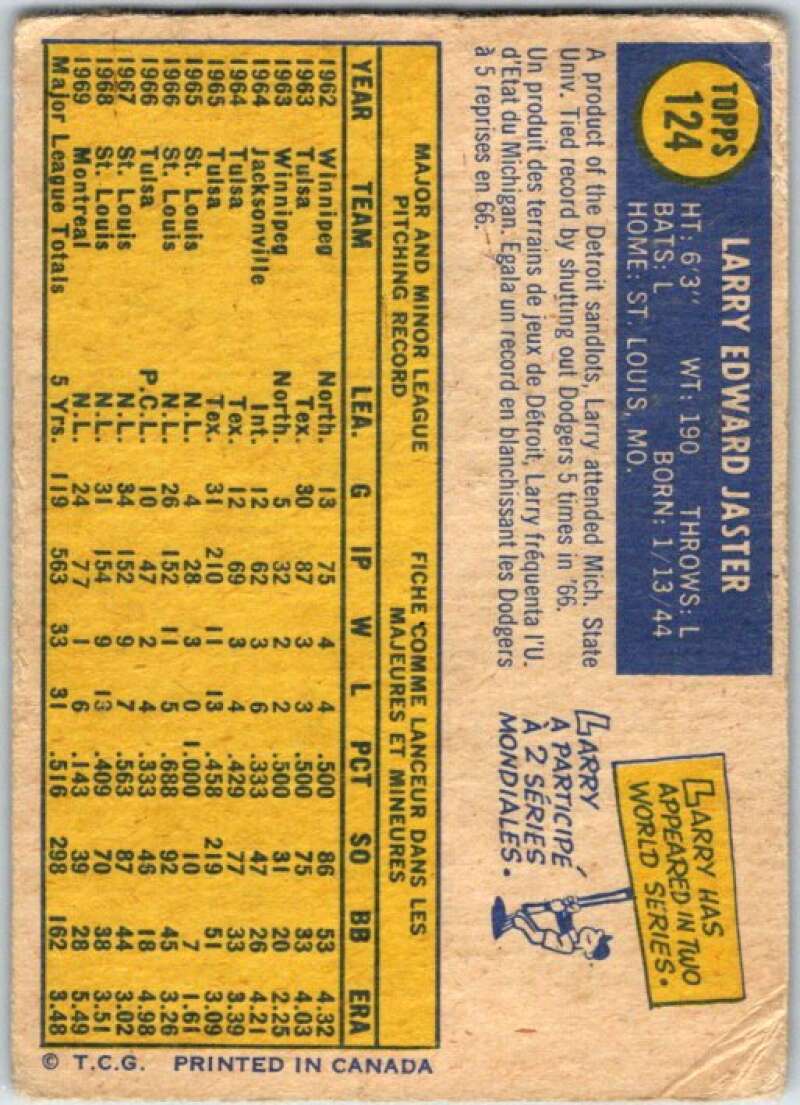 TOPPS
124
LARRY EDWARD JASTER
HT: 6'3" WT: 190 THROWS: L
BATS: L BORN: 1/13/44
HOME: ST. LOUIS, MO.
A product of the Detroit sandlots, Larry attended Mich. State
Univ. Tied record by shutting out Dodgers 5 times in '66.
Un produit des terrains de jeux de Détroit, Larry fréquenta l'U.
d'Etat du Michigan. Egala un record en blanchissant les Dodgers
à 5 reprises en 66.
LARRY HAS
APPEARED IN TWO
WORLD SERIES.
LARRY
A PARTICIPÉ
À 2 SÉRIES
MONDIALES.
MAJOR AND MINOR LEAGUE
PITCHING RECORD
FICHE COMME LANCEUR DANS LES
MAJEURES ET MINEURES
YEAR TEAM LEA. G IP W L PCT SO BB ERA
1962 Winnipeg North. 13 75 4 4 .500 86 53 4.32
1963 Tulsa Tex. 30 87 3 3 .500 75 33 4.03
1963 Winnipeg North. 5 32 2 2 .500 31 20 2.25
1964 Jacksonville Int. 12 62 3 6 .333 47 26 4.21
1964 Tulsa Tex. 12 69 3 4 .429 77 33 3.39
1965 Tulsa Tex. 31 210 11 13 .458 219 51 3.09
1965 St. Louis N.L. 4 28 3 0 1.000 10 7 1.61
1966 St. Louis N.L. 26 152 11 5 .688 92 45 3.26
1966 Tulsa P.C.L. 10 47 2 4 .333 46 18 4.98
1967 St. Louis N.L. 34 152 9 7 .563 87 44 3.02
1968 St. Louis N.L. 31 154 9 13 .409 70 38 3.51
1969 Montreal N.L. 24 77 1 6 .143 39 28 5.49
Major League Totals 5 Yrs. 119 563 33 31 .516 298 162 3.48
© T.C.G. PRINTED IN CANADA